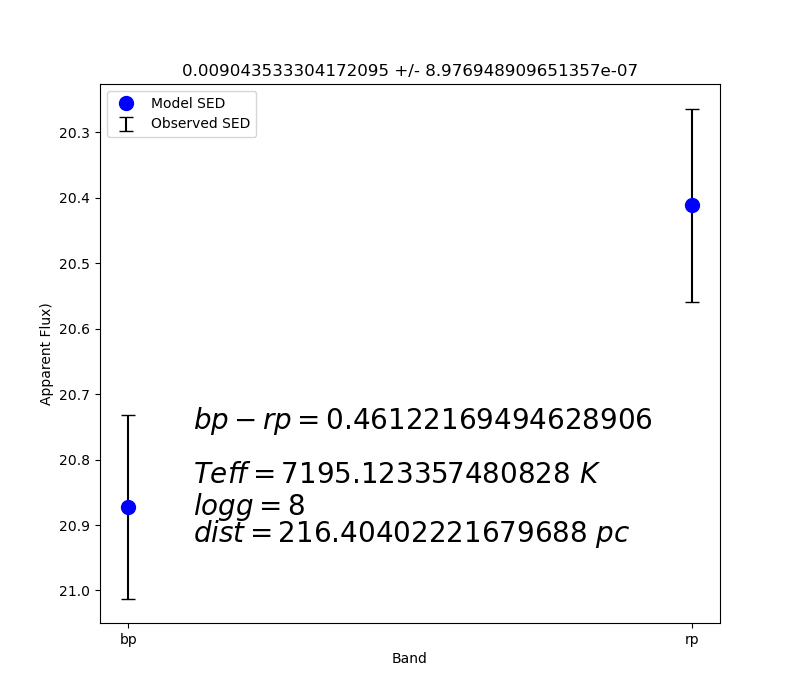 0.009043533304172095 +/- 8.976948909651357e-07
Model SED
Observed SED
20.3
20.4
20.5
20.6
20.7
20.8
20.9
21.0
Apparent Flux)
bp − rp = 0.46122169494628906
Teff = 7195.123357480828 K
logg = 8
dist = 216.40402221679688 pc
bp
rp
Band